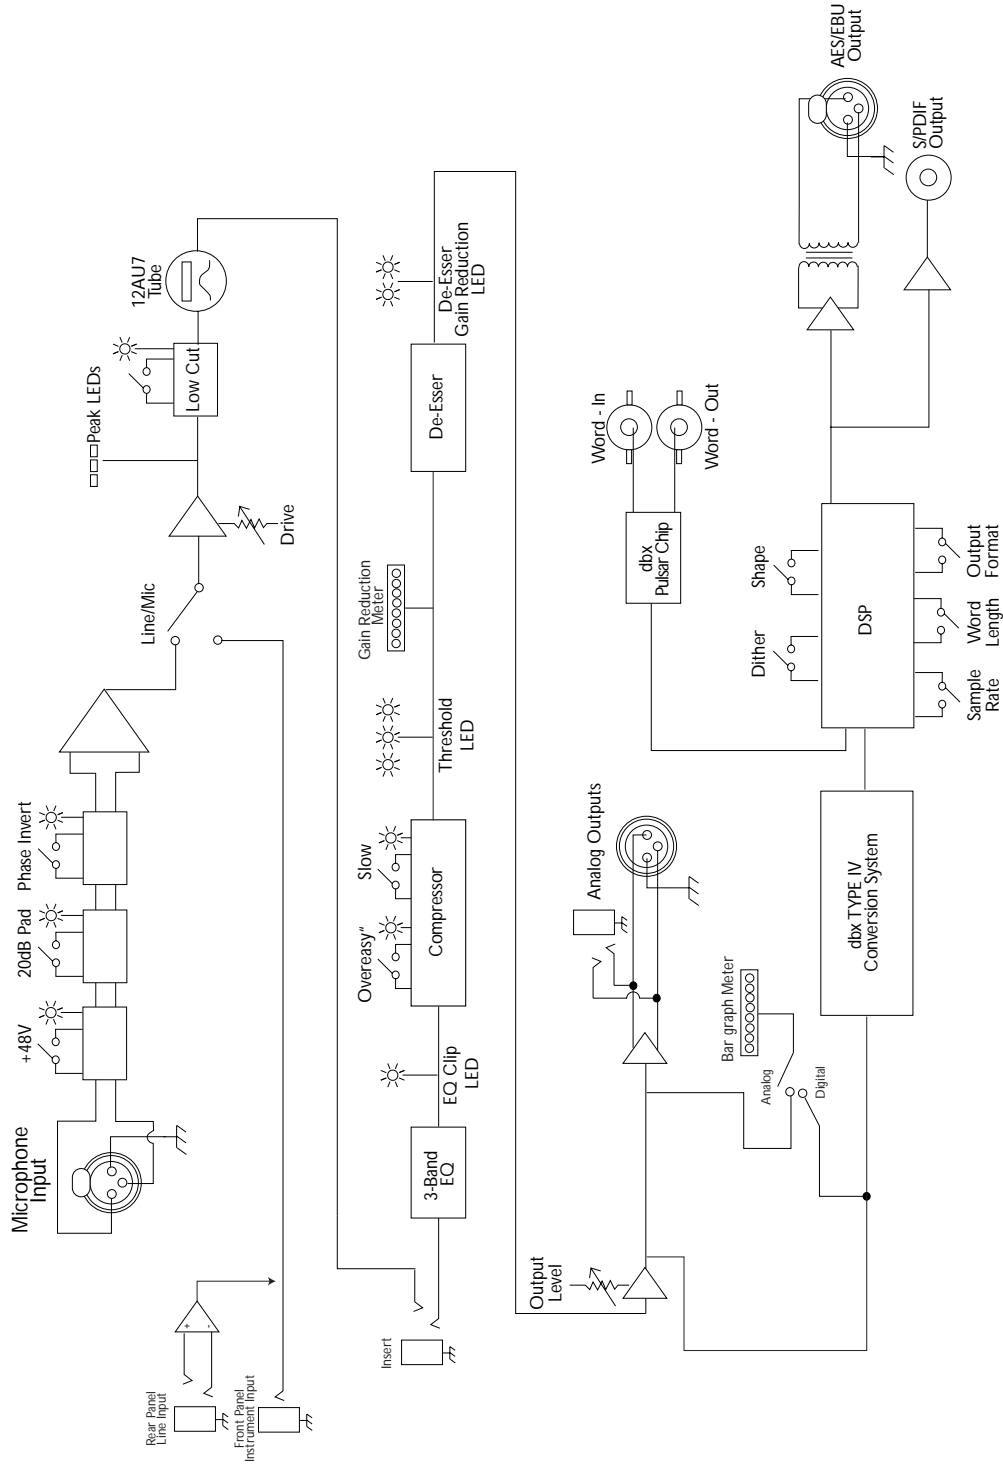 Microphone
Input
+48V
20dB Pad
Phase Invert
Line/Mic
Drive
Peak LEDs
Low Cut
12AU7
Tube
Rear Panel
Line Input
+
-
Front Panel
Instrument Input
Insert
3-Band
EQ
EQ Clip
LED
Overeasy"
Slow
Compressor
Threshold
LED
Gain Reduction
Meter
De-Esser
De-Esser
Gain Reduction
LED
Output
Level
Analog Outputs
Bar graph Meter
Analog
Digital
dbx TYPE IV
Conversion System
dbx
Pulsar Chip
Word - In
Word - Out
Dither
Shape
DSP
Sample
Rate
Word
Length
Output
Format
AES/EBU
Output
S/PDIF
Output